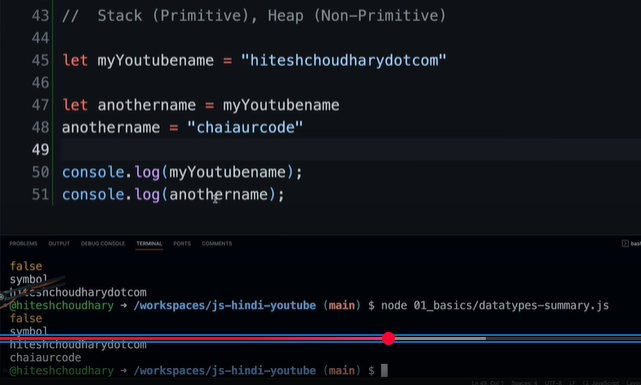 43 // Stack (Primitive), Heap (Non-Primitive)
44
45 let myYoutubename = "hiteshchoudharydotcom"
46
47 let anothername = myYoutubename
48 anothername = "chaiaurcode"
49
50 console.log(myYoutubename);
51 console.log(anothername);
PROBLEMS OUTPUT DEBUG CONSOLE TERMINAL PORTS COMMENTS
false
symbol
hiteshchoudharydotcom
@hiteshchoudhary → /workspaces/js-hindi-youtube (main) $ node 01_basics/datatypes-summary.js
false
symbol
hiteshchoudharydotcom
chaiaurcode
@hiteshchoudhary → /workspaces/js-hindi-youtube (main) $